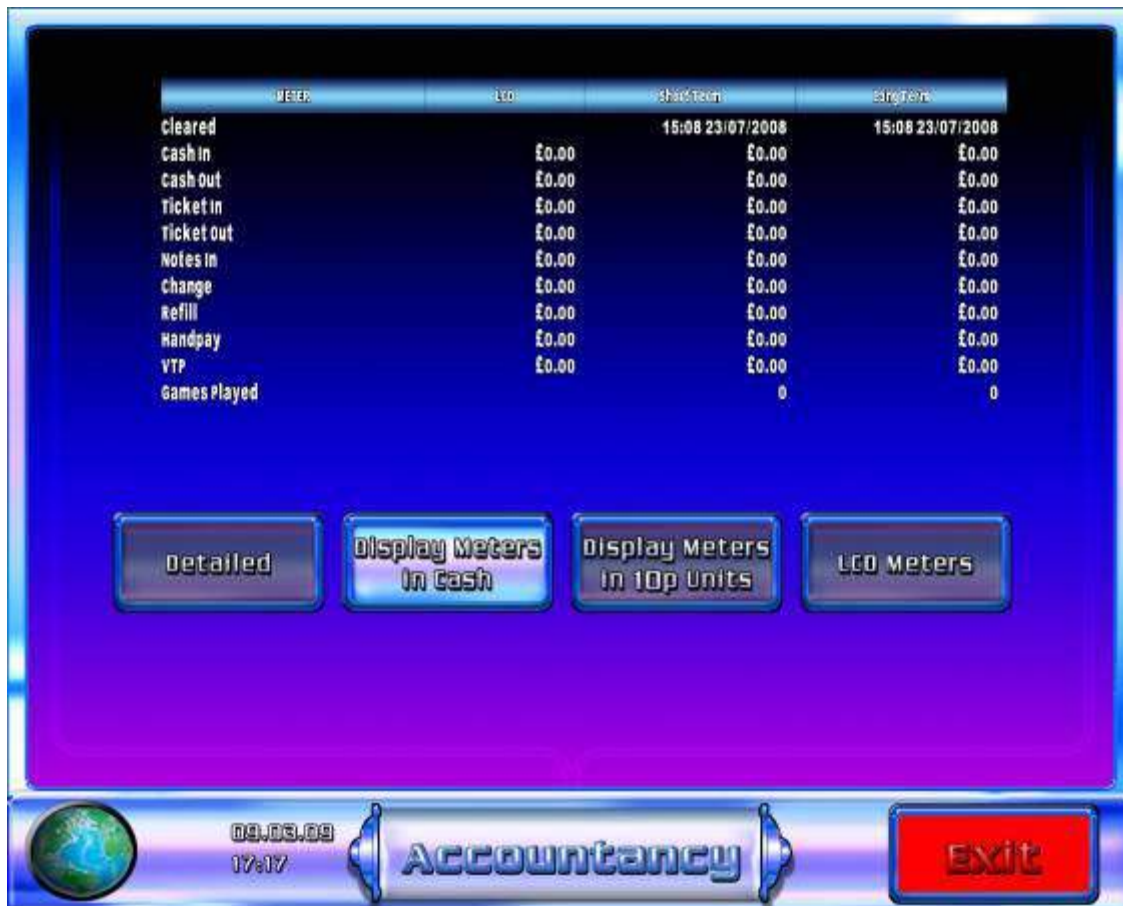 METER LCD Short Term Long Term
Cleared 15:08 23/07/2008 15:08 23/07/2008
Cash In £0.00 £0.00 £0.00
Cash out £0.00 £0.00 £0.00
Ticket In £0.00 £0.00 £0.00
Ticket out £0.00 £0.00 £0.00
Notes In £0.00 £0.00 £0.00
Change £0.00 £0.00 £0.00
Refill £0.00 £0.00 £0.00
Handpay £0.00 £0.00 £0.00
VTP £0.00 £0.00 £0.00
Games Played 0 0
Detailed
Display Meters
in Cash
Display Meters
in 10p Units
LCD Meters
09.03.09
17:17
Accountancy
Exit